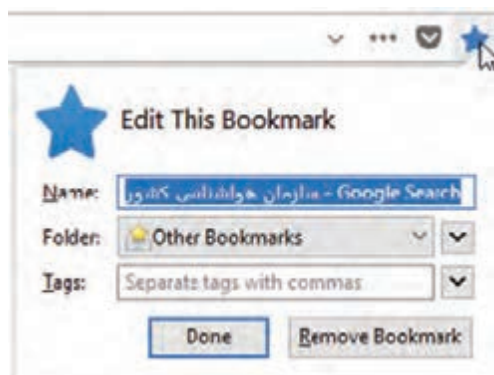 Edit This Bookmark
Name: سازمان هواشناسی کشور - Google Search
Folder: Other Bookmarks
Tags: Separate tags with commas
Done Remove Bookmark